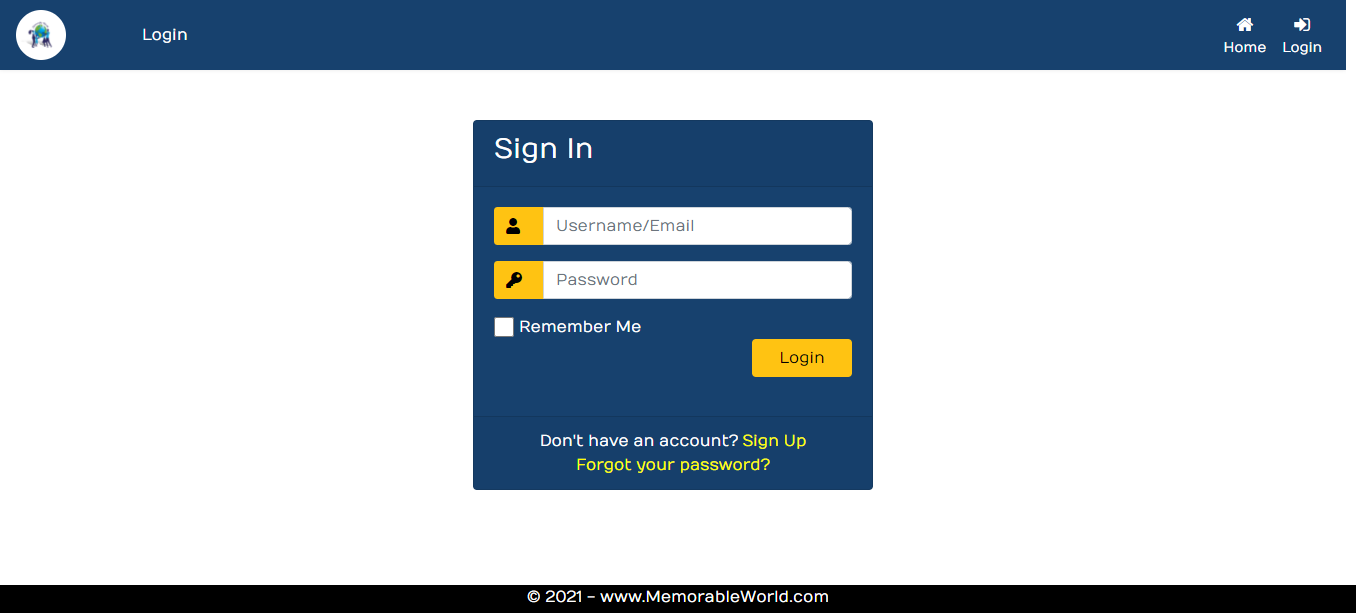 Login
Home
Login
Sign In
Username/Email
Password
Remember Me
Login
Don't have an account? Sign Up
Forgot your password?
© 2021 - www.MemorableWorld.com